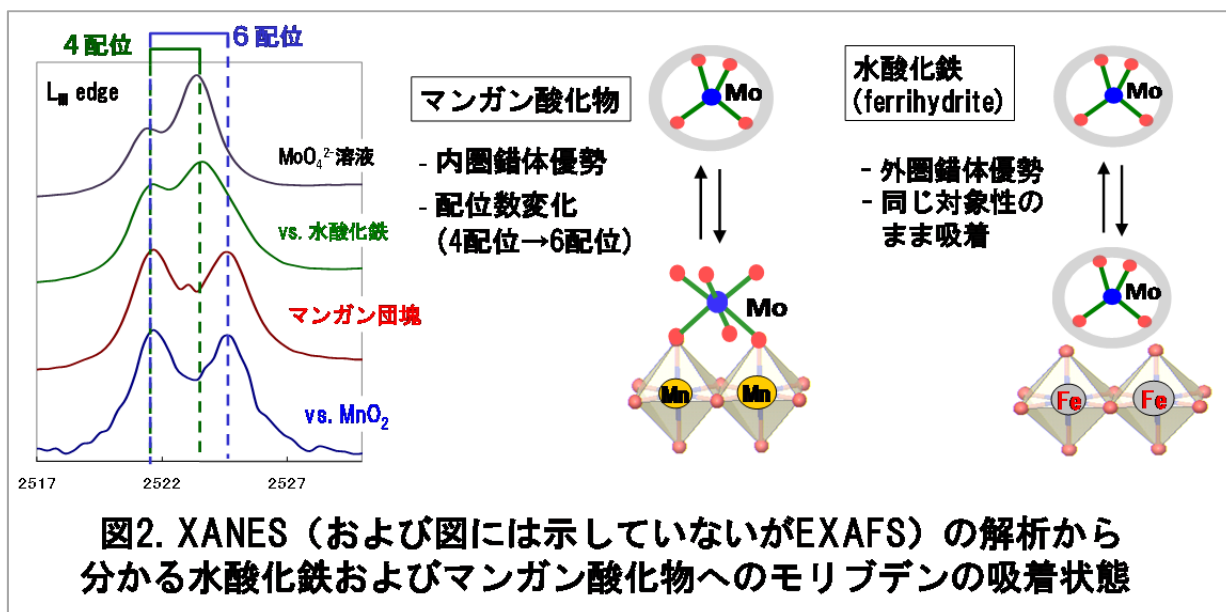 4配位
6配位
LⅢ edge
MoO₄²⁻溶液
vs. 水酸化鉄
マンガン団塊
vs. MnO₂
2517
2522
2527
マンガン酸化物
- 内圏錯体優勢
- 配位数変化
(4配位→6配位)
Mo
Mo
Mn
Mn
水酸化鉄
(ferrihydrite)
- 外圏錯体優勢
- 同じ対象性の
まま吸着
Mo
Mo
Fe
Fe
図2. XANES（および図には示していないがEXAFS）の解析から
分かる水酸化鉄およびマンガン酸化物へのモリブデンの吸着状態